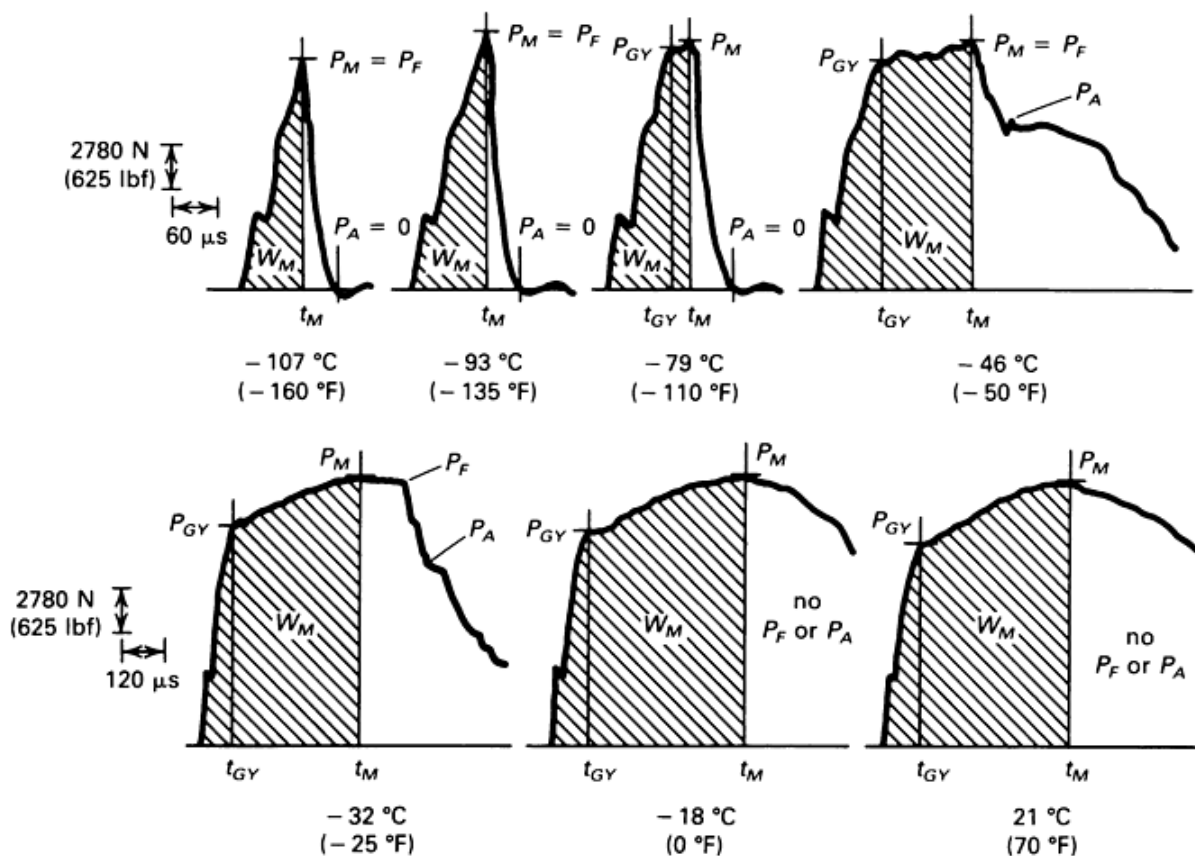 P_M = P_F
P_M = P_F
P_GY
P_M
P_M = P_F
P_GY
P_A
2780 N
(625 lbf)
60 μs
P_A = 0
P_A = 0
P_A = 0
W_M
W_M
W_M
W_M
t_M
t_M
t_GY t_M
t_GY
t_M
− 107 °C
(− 160 °F)
− 93 °C
(− 135 °F)
− 79 °C
(− 110 °F)
− 46 °C
(− 50 °F)
P_M
P_F
P_M
P_M
P_GY
P_GY
P_GY
P_A
2780 N
(625 lbf)
120 μs
W_M
W_M
no
P_F or P_A
W_M
no
P_F or P_A
t_GY
t_M
t_GY
t_M
t_GY
t_M
− 32 °C
(− 25 °F)
− 18 °C
(0 °F)
21 °C
(70 °F)